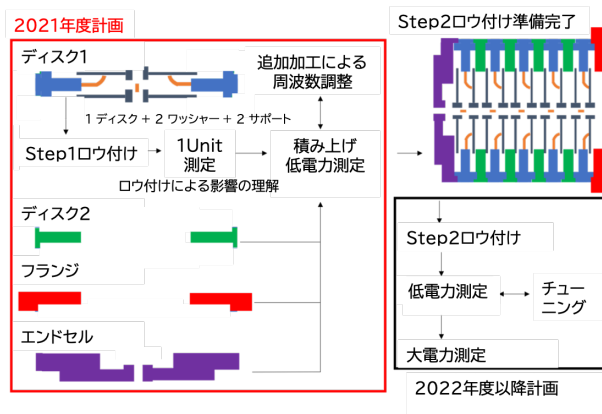 2021年度計画
ディスク1
追加加工による
周波数調整
1 ディスク + 2 ワッシャー + 2 サポート
Step1ロウ付け
1Unit
測定
積み上げ
低電力測定
ロウ付けによる影響の理解
ディスク2
フランジ
エンドセル
Step2ロウ付け準備完了
Step2ロウ付け
低電力測定
チュー
ニング
大電力測定
2022年度以降計画